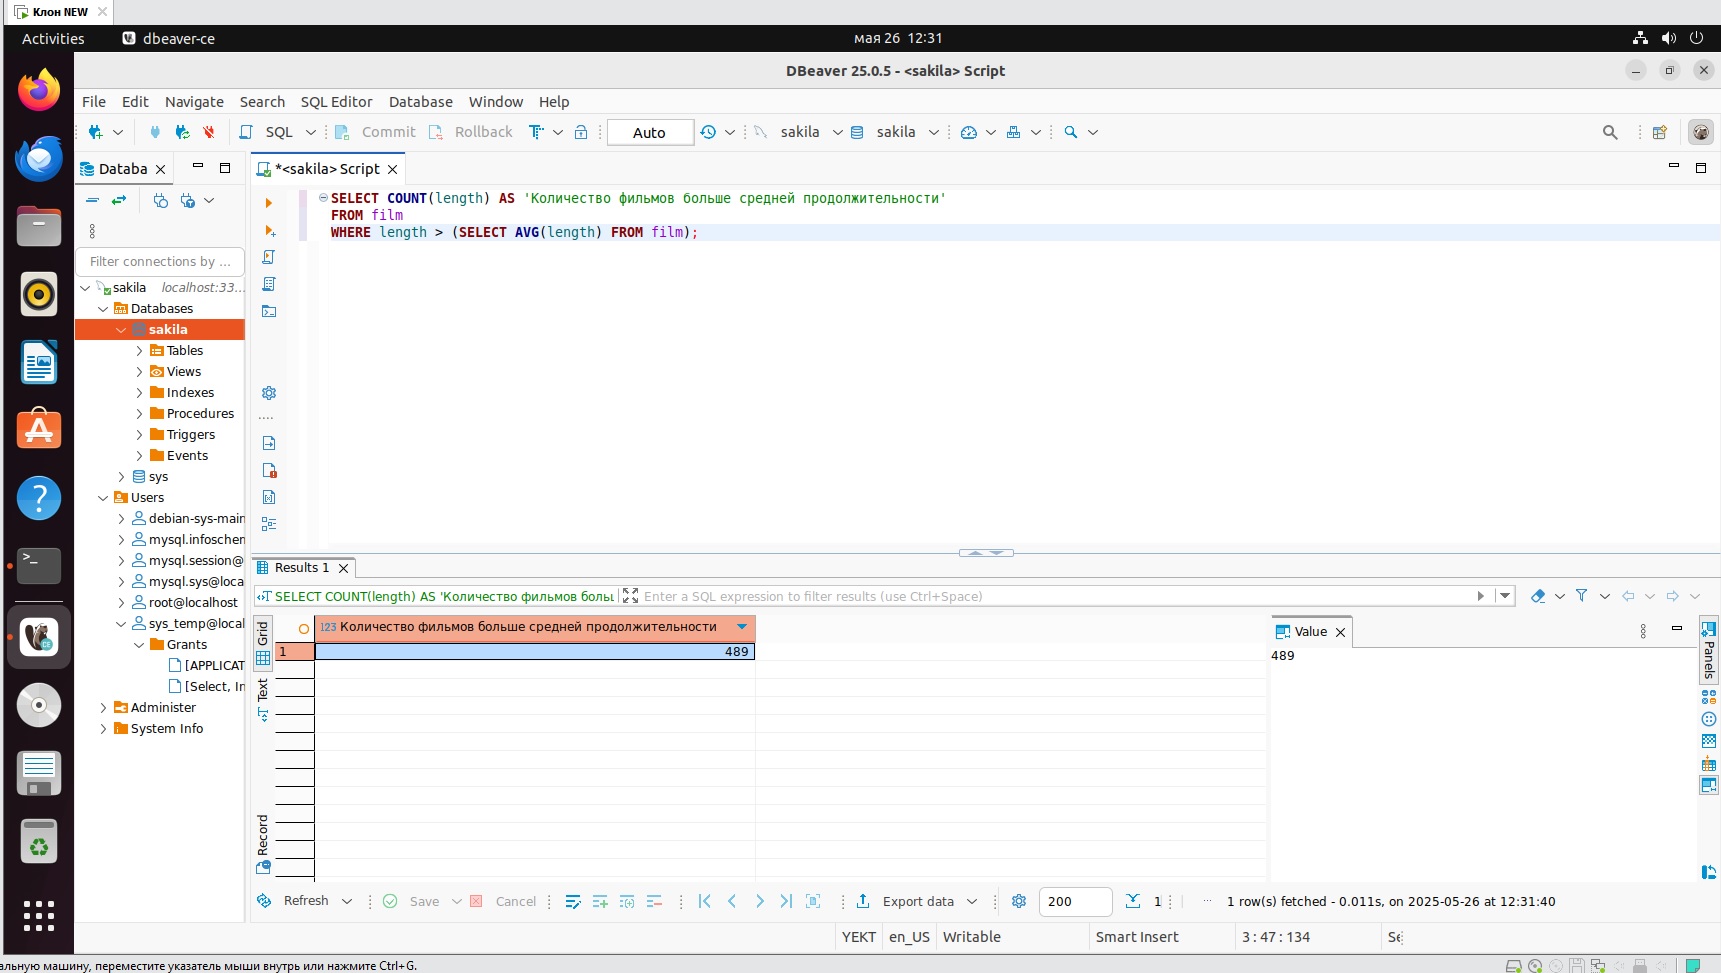 Клон NEW
Activities dbeaver-ce мая 26 12:31
DBeaver 25.0.5 - <sakila> Script
File Edit Navigate Search SQL Editor Database Window Help
SQL Commit Rollback Auto sakila sakila
Databa
*<sakila> Script
SELECT COUNT(length) AS 'Количество фильмов больше средней продолжительности'
FROM film
WHERE length > (SELECT AVG(length) FROM film);
Filter connections by ...
sakila localhost:33...
Databases
sakila
Tables
Views
Indexes
Procedures
Triggers
Events
sys
Users
debian-sys-main
mysql.infoschem
mysql.session@
mysql.sys@loca
root@localhost
sys_temp@local
Grants
[APPLICAT
[Select, In
Administer
System Info
Results 1
SELECT COUNT(length) AS 'Количество фильмов больш
Enter a SQL expression to filter results (use Ctrl+Space)
Grid
Text
Record
123 Количество фильмов больше средней продолжительности
1 489
Value
489
Panels
Refresh Save Cancel Export data 200 1 ... 1 row(s) fetched - 0.011s, on 2025-05-26 at 12:31:40
YEKT en_US Writable Smart Insert 3 : 47 : 134 Se
альную машину, переместите указатель мыши внутрь или нажмите Ctrl+G.